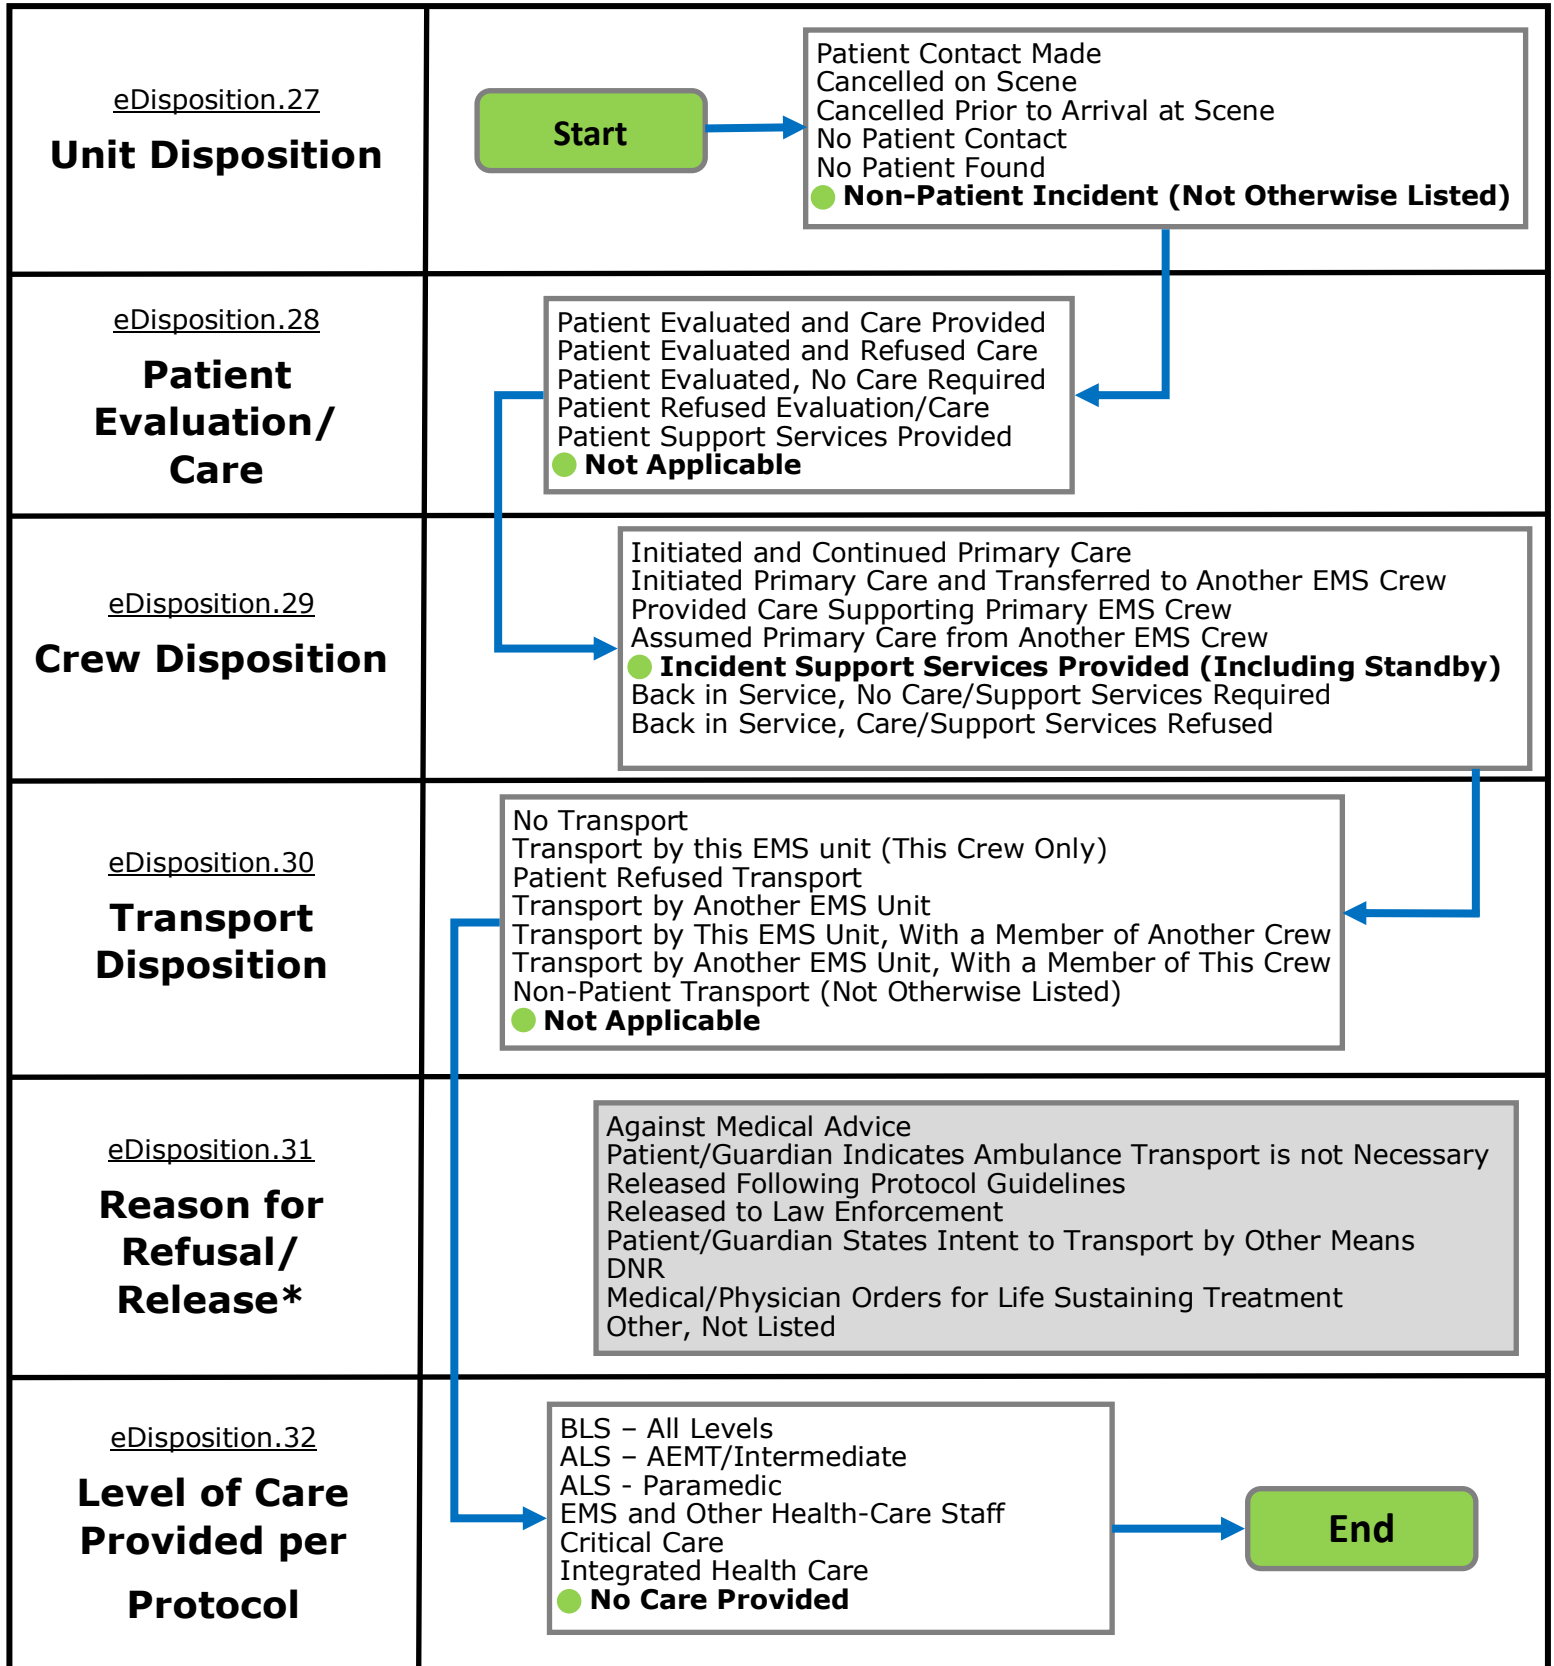 eDisposition.27
Unit Disposition
Start
Patient Contact Made
Cancelled on Scene
Cancelled Prior to Arrival at Scene
No Patient Contact
No Patient Found
Non-Patient Incident (Not Otherwise Listed)
eDisposition.28
Patient
Evaluation/
Care
Patient Evaluated and Care Provided
Patient Evaluated and Refused Care
Patient Evaluated, No Care Required
Patient Refused Evaluation/Care
Patient Support Services Provided
Not Applicable
eDisposition.29
Crew Disposition
Initiated and Continued Primary Care
Initiated Primary Care and Transferred to Another EMS Crew
Provided Care Supporting Primary EMS Crew
Assumed Primary Care from Another EMS Crew
Incident Support Services Provided (Including Standby)
Back in Service, No Care/Support Services Required
Back in Service, Care/Support Services Refused
eDisposition.30
Transport
Disposition
No Transport
Transport by this EMS unit (This Crew Only)
Patient Refused Transport
Transport by Another EMS Unit
Transport by This EMS Unit, With a Member of Another Crew
Transport by Another EMS Unit, With a Member of This Crew
Non-Patient Transport (Not Otherwise Listed)
Not Applicable
eDisposition.31
Reason for
Refusal/
Release*
Against Medical Advice
Patient/Guardian Indicates Ambulance Transport is not Necessary
Released Following Protocol Guidelines
Released to Law Enforcement
Patient/Guardian States Intent to Transport by Other Means
DNR
Medical/Physician Orders for Life Sustaining Treatment
Other, Not Listed
eDisposition.32
Level of Care
Provided per
Protocol
BLS – All Levels
ALS – AEMT/Intermediate
ALS - Paramedic
EMS and Other Health-Care Staff
Critical Care
Integrated Health Care
No Care Provided
End